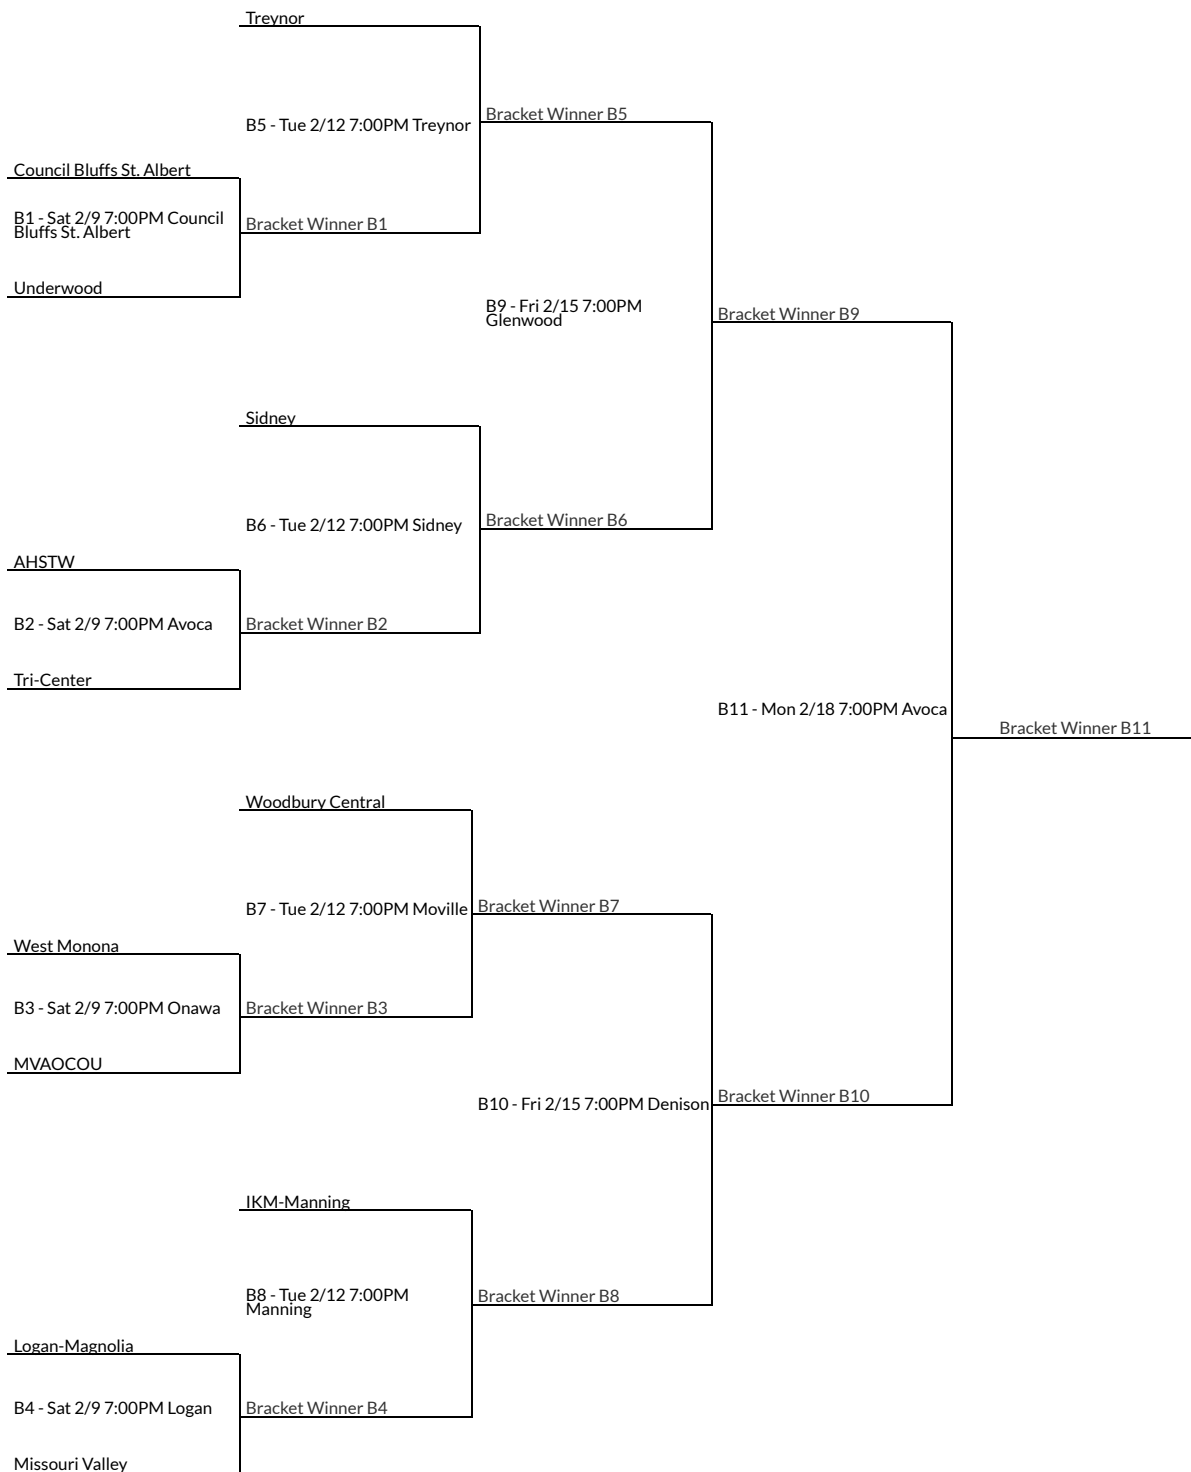 Treynor
B5 - Tue 2/12 7:00PM Treynor
Bracket Winner B5
Council Bluffs St. Albert
B1 - Sat 2/9 7:00PM Council
Bluffs St. Albert
Bracket Winner B1
Underwood
B9 - Fri 2/15 7:00PM
Glenwood
Bracket Winner B9
Sidney
B6 - Tue 2/12 7:00PM Sidney
Bracket Winner B6
AHSTW
B2 - Sat 2/9 7:00PM Avoca
Bracket Winner B2
Tri-Center
B11 - Mon 2/18 7:00PM Avoca
Bracket Winner B11
Woodbury Central
B7 - Tue 2/12 7:00PM Moville
Bracket Winner B7
West Monona
B3 - Sat 2/9 7:00PM Onawa
Bracket Winner B3
MVAOCOU
B10 - Fri 2/15 7:00PM Denison
Bracket Winner B10
IKM-Manning
B8 - Tue 2/12 7:00PM
Manning
Bracket Winner B8
Logan-Magnolia
B4 - Sat 2/9 7:00PM Logan
Bracket Winner B4
Missouri Valley